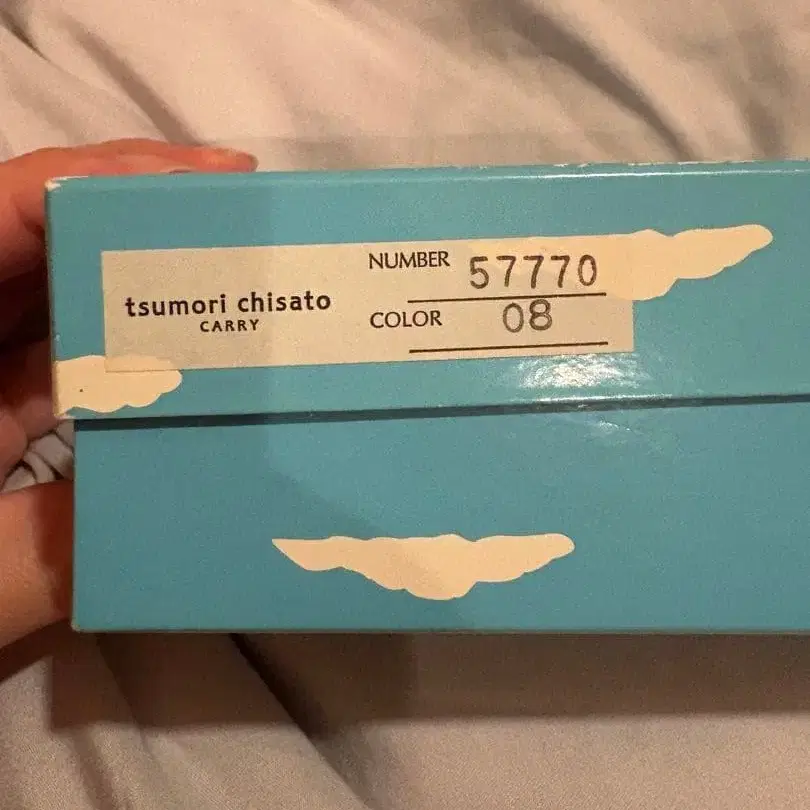 tsumori chisato
CARRY
NUMBER 57770
COLOR 08